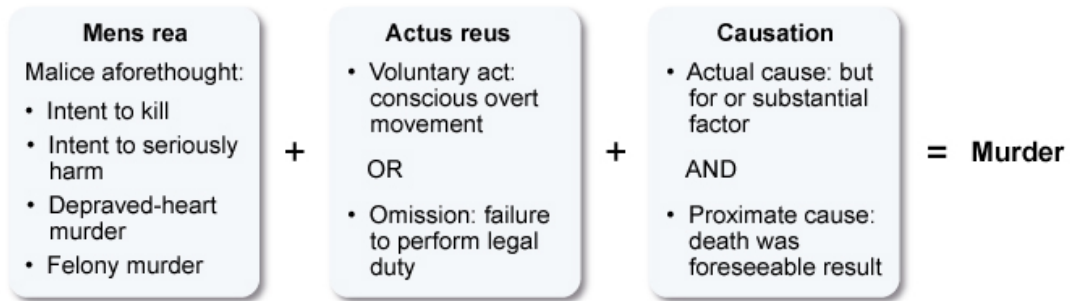 Mens rea
Malice aforethought:
• Intent to kill
• Intent to seriously
harm
• Depraved-heart
murder
• Felony murder
+
Actus reus
• Voluntary act:
conscious overt
movement
OR
• Omission: failure
to perform legal
duty
+
Causation
• Actual cause: but
for or substantial
factor
AND
• Proximate cause:
death was
foreseeable result
= Murder